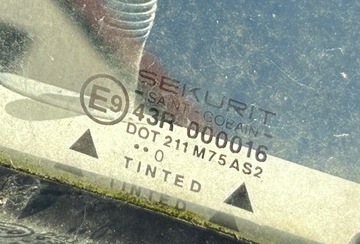 SEKURIT
-SAINT-GOBAIN-
E9 43R 000016
DOT 211 M75 AS2
••0
TINTED
TINTED